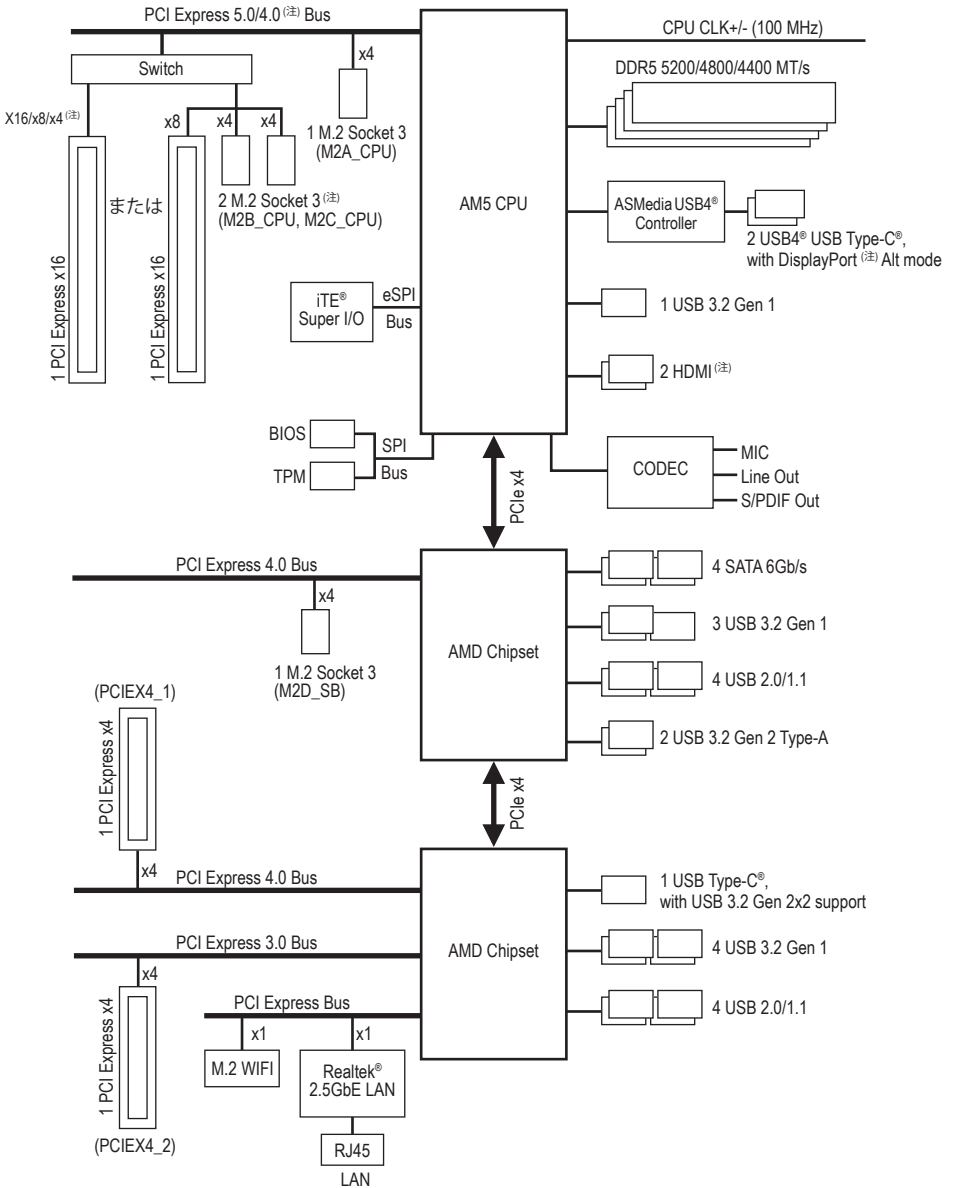 PCI Express 5.0/4.0 (注) Bus
CPU CLK+/- (100 MHz)
x4
Switch
DDR5 5200/4800/4400 MT/s
X16/x8/x4 (注)
x8
x4
x4
1 M.2 Socket 3
(M2A_CPU)
1 PCI Express x16
または
1 PCI Express x16
2 M.2 Socket 3 (注)
(M2B_CPU, M2C_CPU)
AM5 CPU
ASMedia USB4®
Controller
2 USB4® USB Type-C®,
with DisplayPort (注) Alt mode
iTE®
Super I/O
eSPI
Bus
1 USB 3.2 Gen 1
2 HDMI (注)
BIOS
TPM
SPI
Bus
CODEC
MIC
Line Out
S/PDIF Out
PCIe x4
PCI Express 4.0 Bus
x4
1 M.2 Socket 3
(M2D_SB)
AMD Chipset
4 SATA 6Gb/s
3 USB 3.2 Gen 1
4 USB 2.0/1.1
2 USB 3.2 Gen 2 Type-A
(PCIEX4_1)
1 PCI Express x4
x4
PCIe x4
PCI Express 4.0 Bus
AMD Chipset
1 USB Type-C®,
with USB 3.2 Gen 2x2 support
4 USB 3.2 Gen 1
4 USB 2.0/1.1
PCI Express 3.0 Bus
x4
1 PCI Express x4
(PCIEX4_2)
PCI Express Bus
x1
x1
M.2 WIFI
Realtek®
2.5GbE LAN
RJ45
LAN